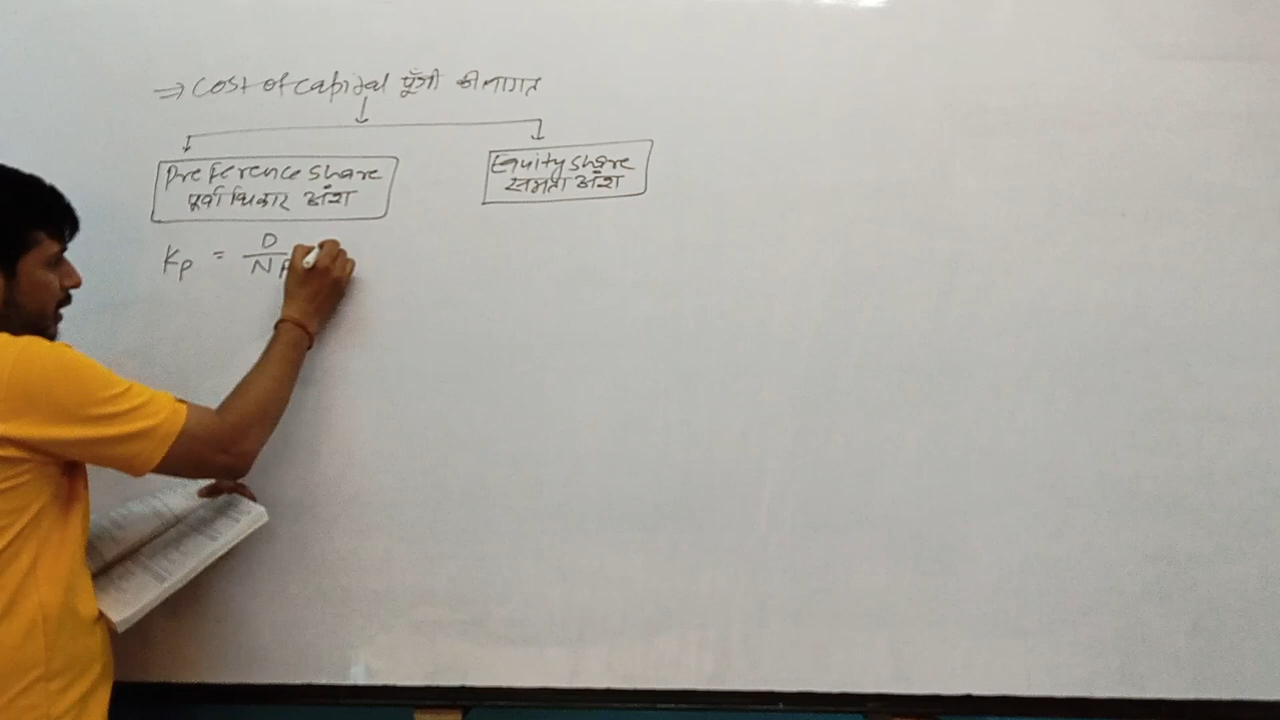 ⇒ Cost of capital पूँजी की लागत
Preference share
पूर्वाधिकार अंश
Equity share
समता अंश
Kp = D / NP